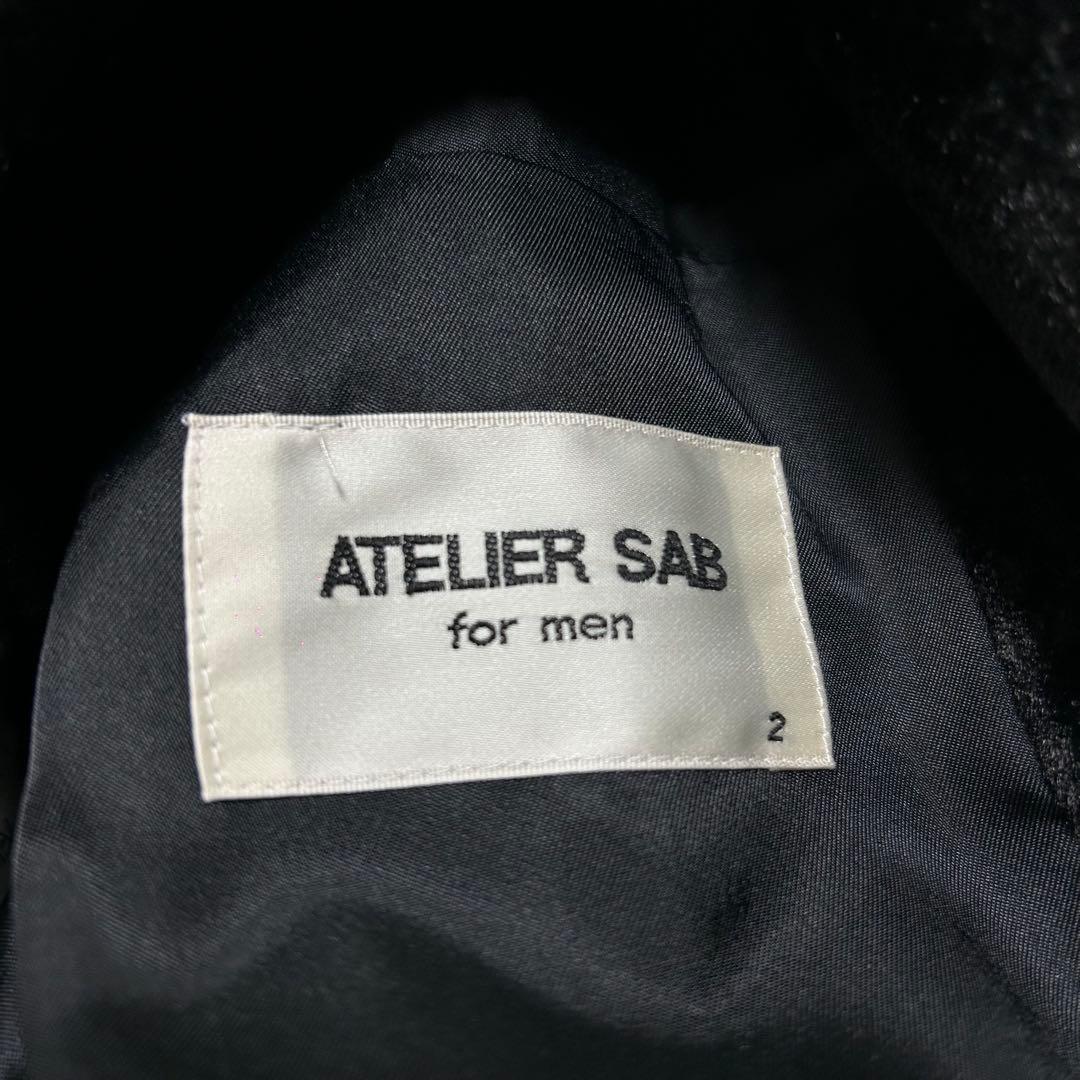 ATELIER SAB
for men
2